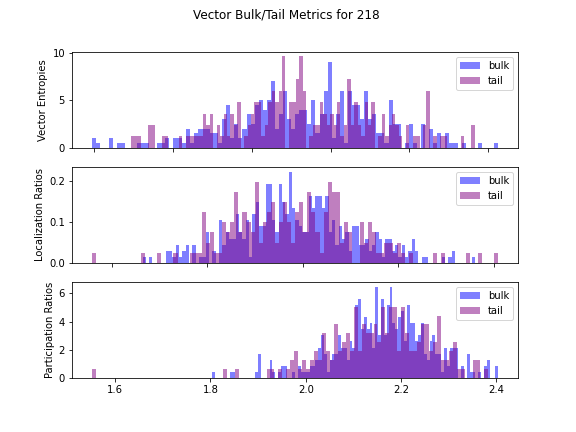 Vector Bulk/Tail Metrics for 218
Vector Entropies
10
5
0
bulk
tail
Localization Ratios
0.2
0.1
0.0
bulk
tail
Participation Ratios
6
4
2
0
bulk
tail
1.6 1.8 2.0 2.2 2.4